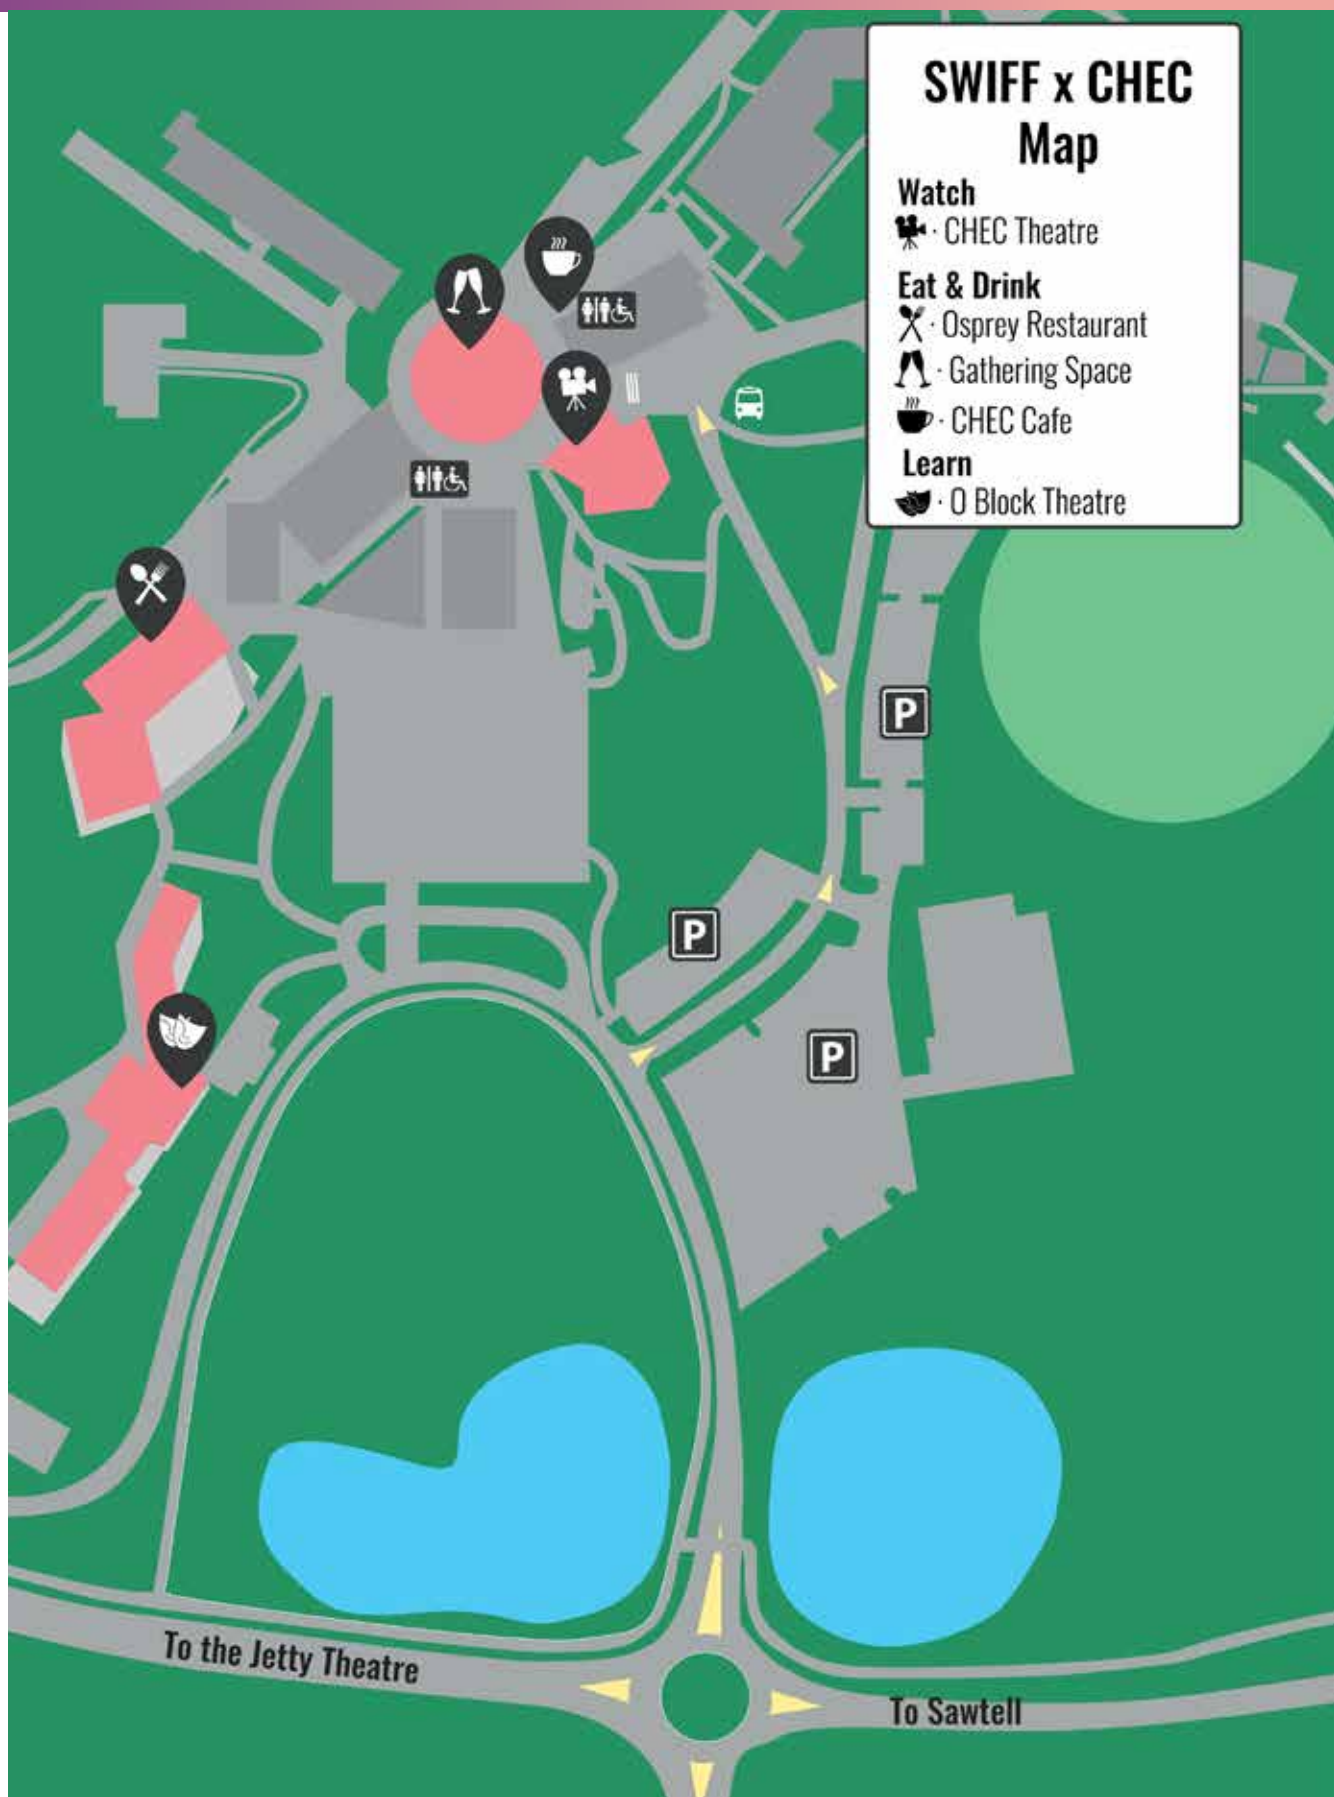 SWIFF x CHEC
Map
Watch
· CHEC Theatre
Eat & Drink
· Osprey Restaurant
· Gathering Space
· CHEC Cafe
Learn
· O Block Theatre
P
P
P
To the Jetty Theatre
To Sawtell